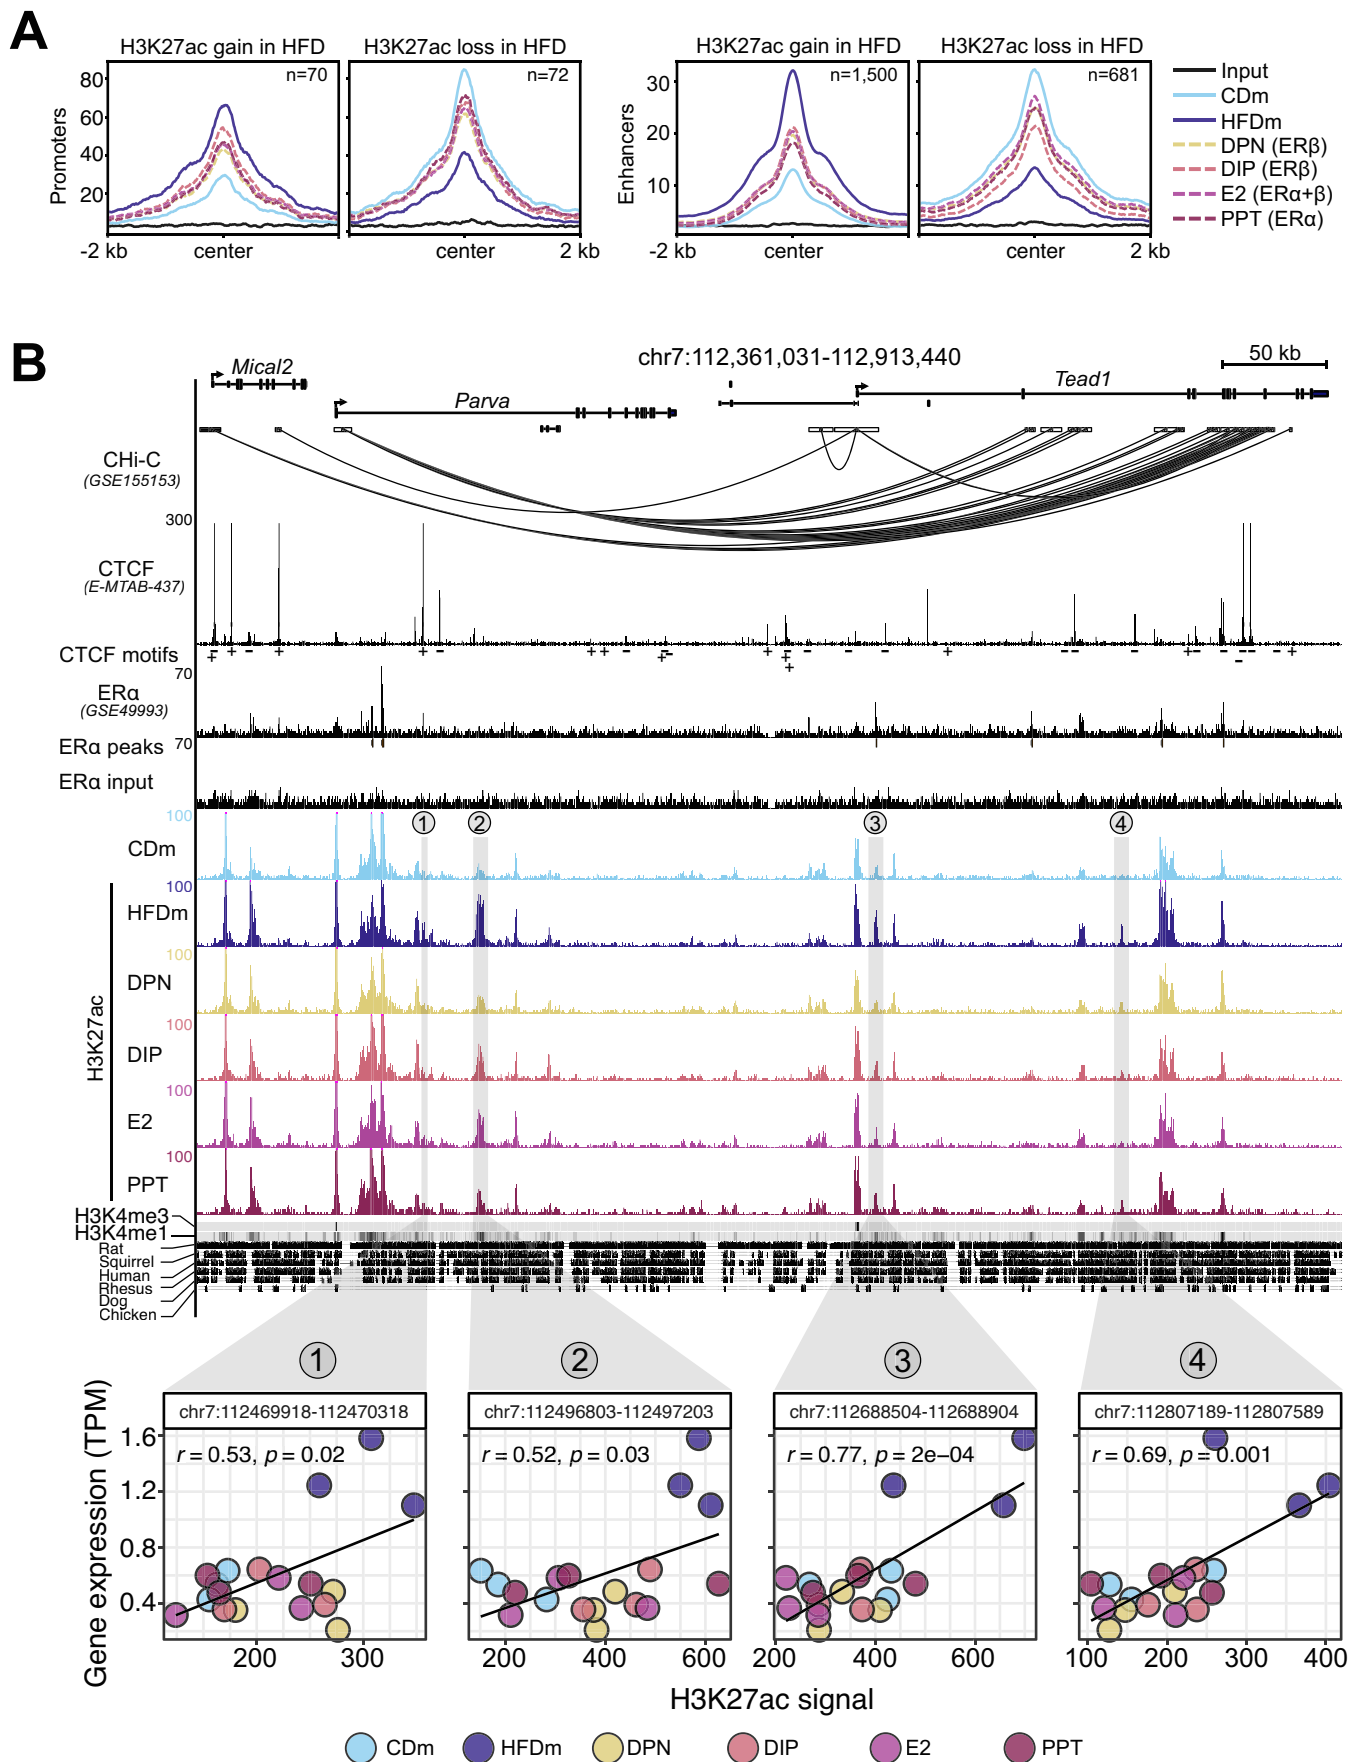 A
H3K27ac gain in HFD
H3K27ac loss in HFD
H3K27ac gain in HFD
H3K27ac loss in HFD
n=70
n=72
n=1,500
n=681
Promoters
80
60
40
20
Enhancers
30
20
10
-2 kb
center
center
2 kb
-2 kb
center
center
2 kb
Input
CDm
HFDm
DPN (ERβ)
DIP (ERβ)
E2 (ERα+β)
PPT (ERα)
B
chr7:112,361,031-112,913,440
50 kb
Mical2
Parva
Tead1
CHi-C
(GSE155153)
300
CTCF
(E-MTAB-437)
CTCF motifs
70
ERα
(GSE49993)
ERα peaks
70
ERα input
100
CDm
1
2
3
4
100
HFDm
100
DPN
100
DIP
100
E2
100
PPT
H3K27ac
H3K4me3
H3K4me1
Rat
Squirrel
Human
Rhesus
Dog
Chicken
1
2
3
4
chr7:112469918-112470318
chr7:112496803-112497203
chr7:112688504-112688904
chr7:112807189-112807589
r = 0.53, p = 0.02
r = 0.52, p = 0.03
r = 0.77, p = 2e−04
r = 0.69, p = 0.001
Gene expression (TPM)
1.6
1.2
0.8
0.4
200
300
200
400
600
200
400
600
100
200
300
400
H3K27ac signal
CDm
HFDm
DPN
DIP
E2
PPT